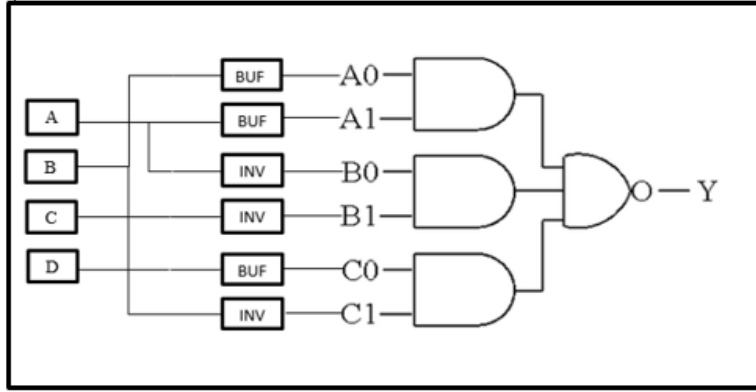 BUF A0
A BUF A1
B INV B0
C INV B1
D BUF C0
INV C1
Y